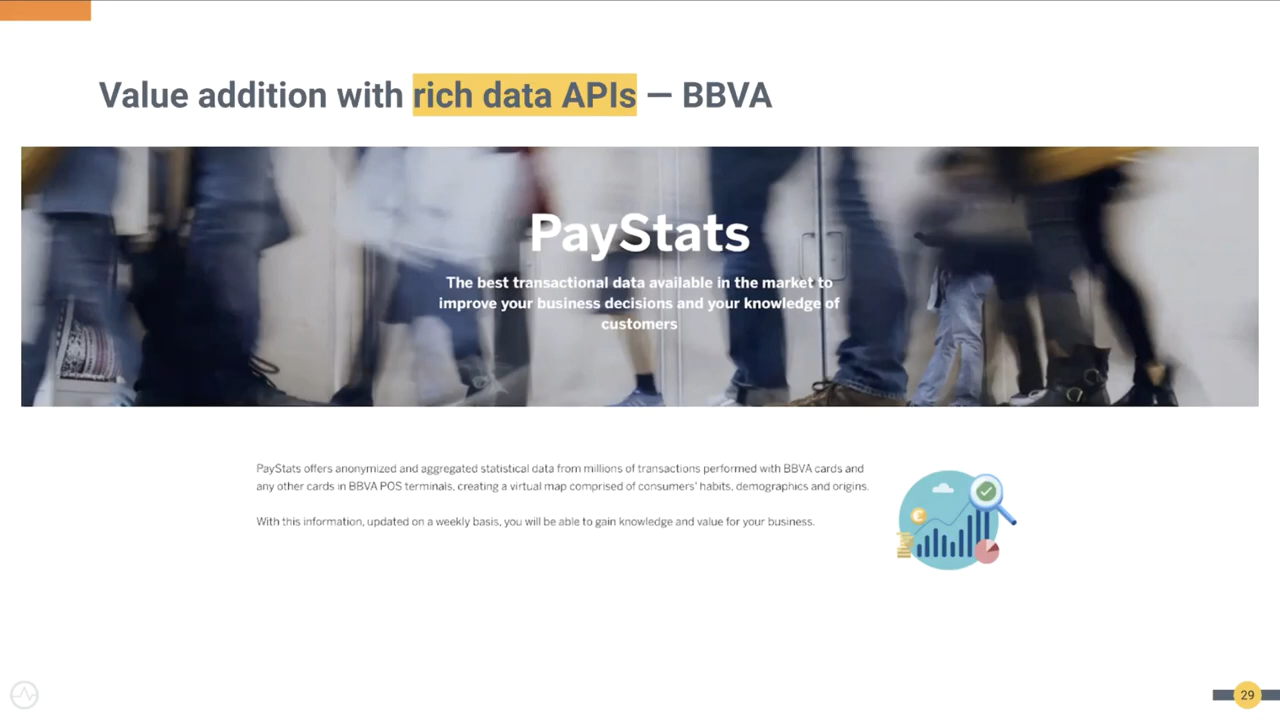 Value addition with rich data APIs — BBVA
PayStats
The best transactional data available in the market to
improve your business decisions and your knowledge of
customers
PayStats offers anonymized and aggregated statistical data from millions of transactions performed with BBVA cards and
any other cards in BBVA POS terminals, creating a virtual map comprised of consumers' habits, demographics and origins.
With this information, updated on a weekly basis, you will be able to gain knowledge and value for your business.
29